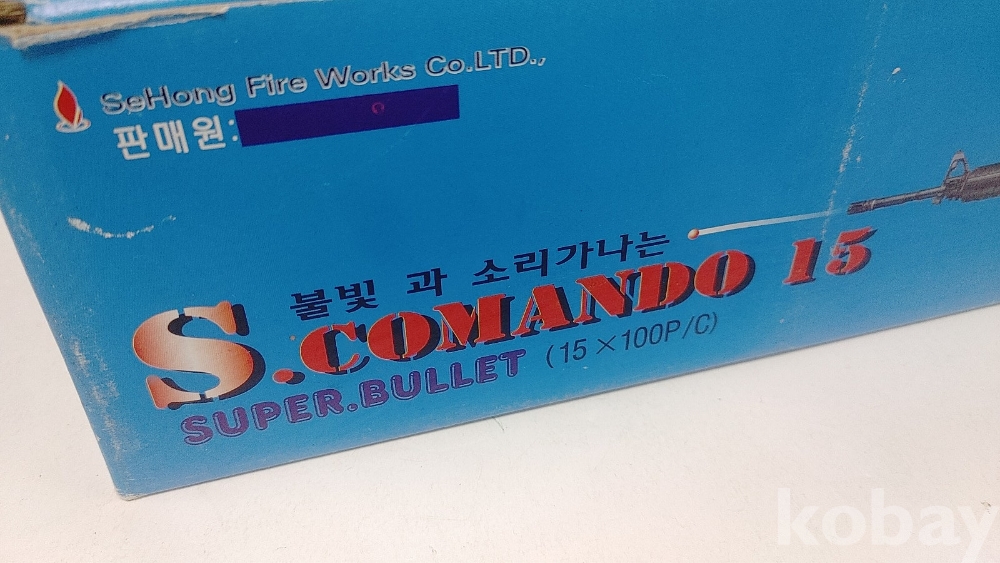 SeHong Fire Works Co.LTD.,
판매원:
불빛 과 소리가나는
S.COMANDO 15
SUPER.BULLET (15×100P/C)
kobay